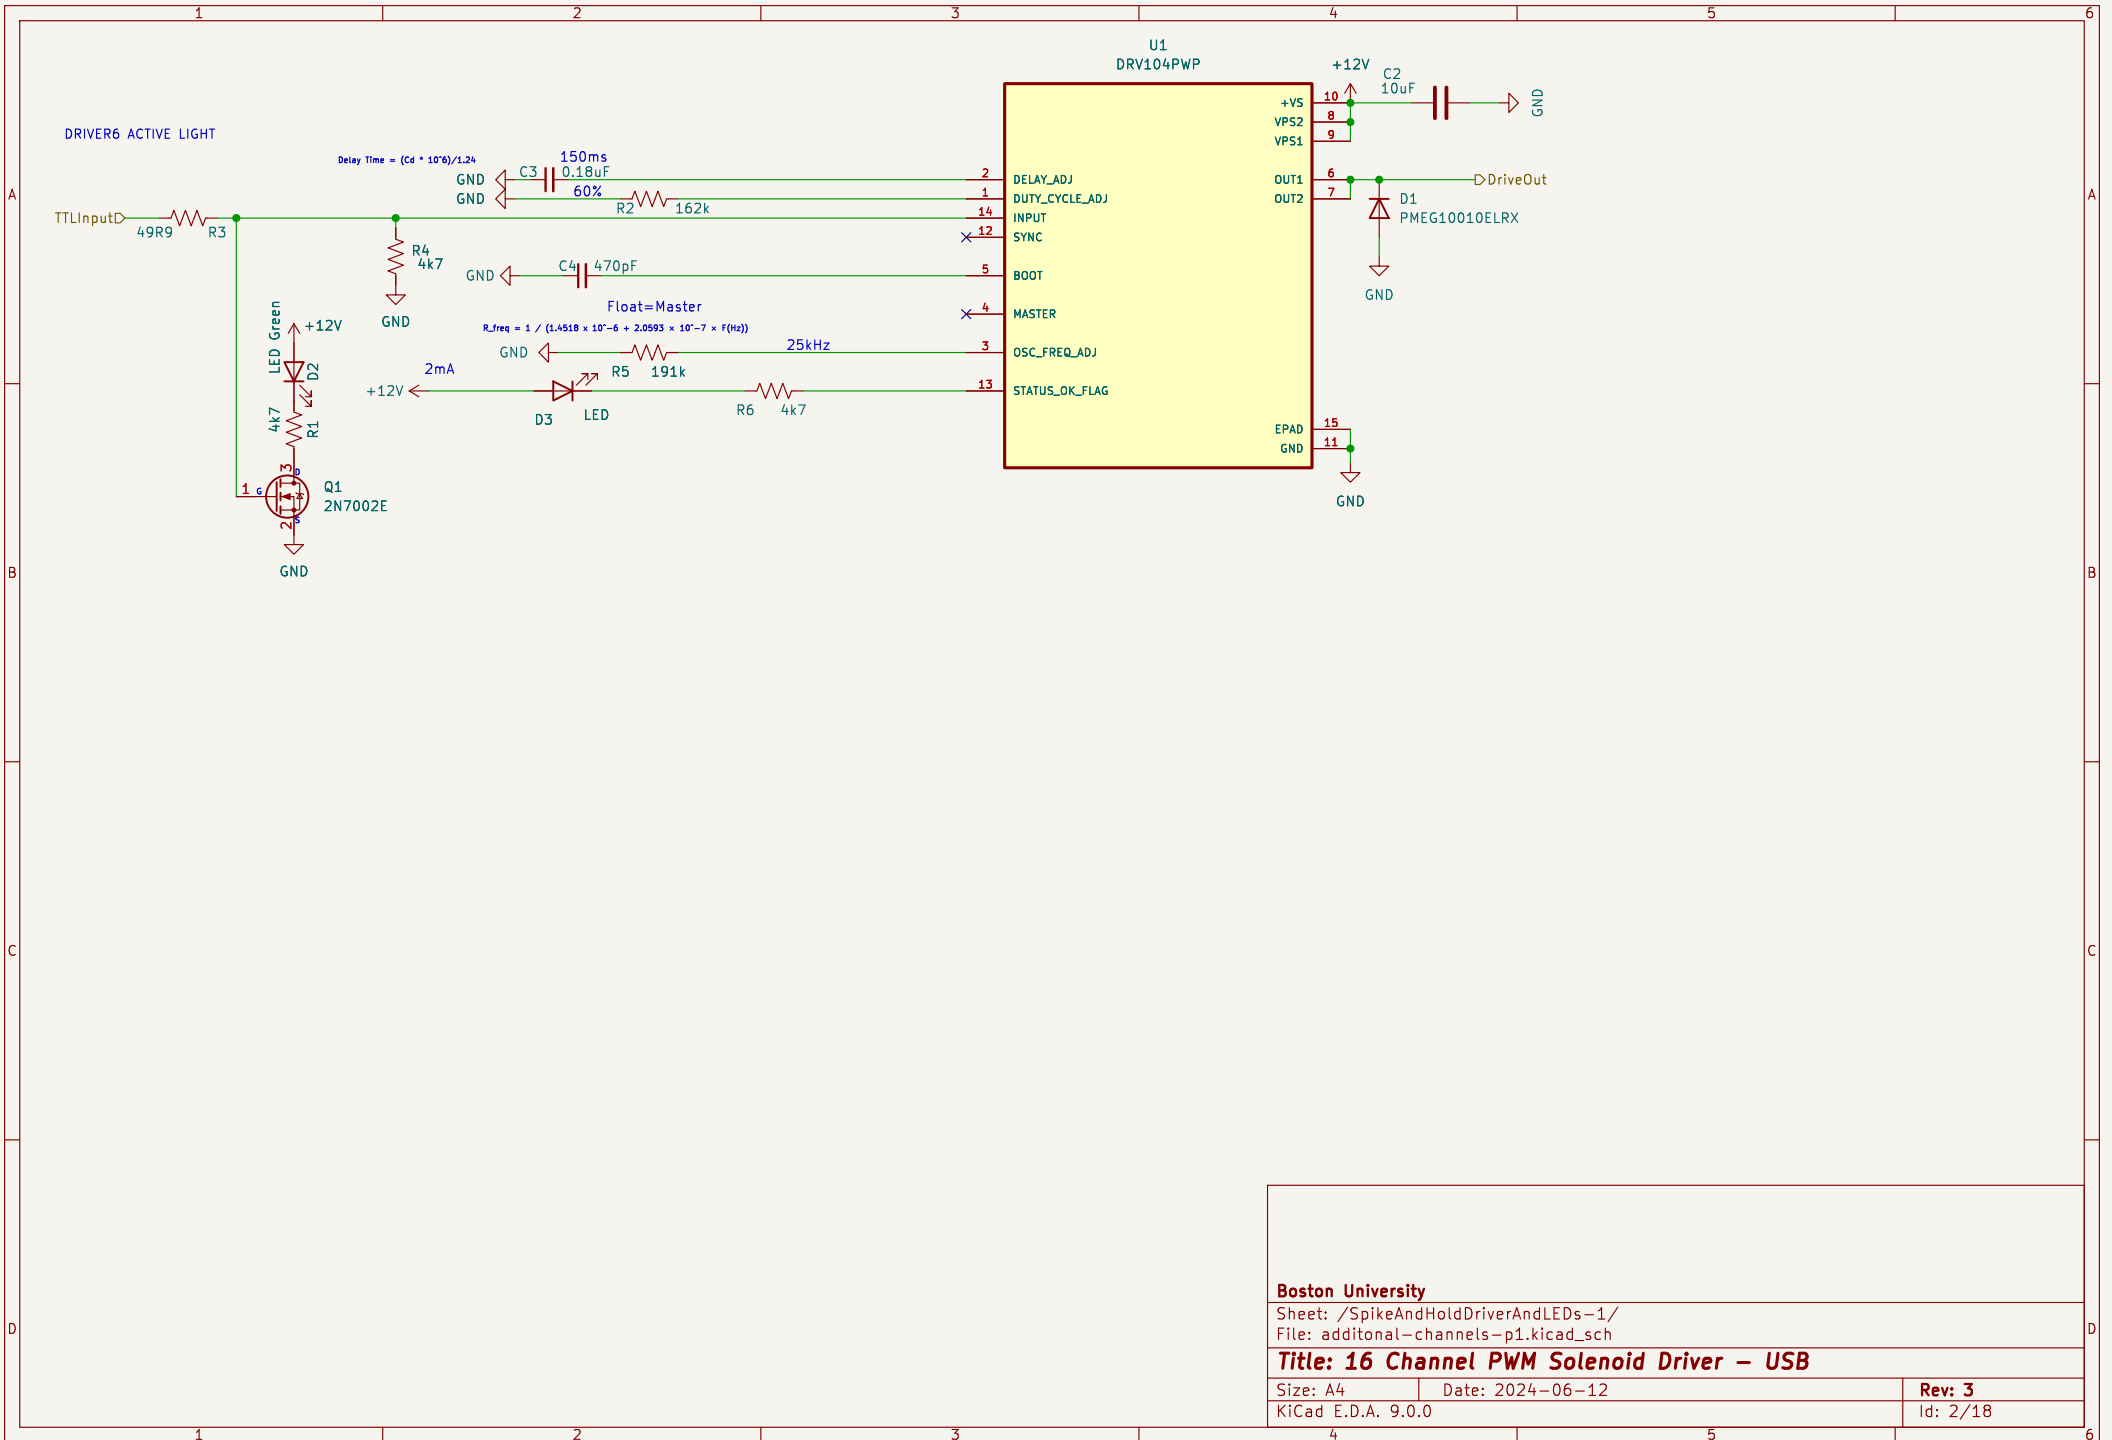 1 2 3 4 5 6
U1
DRV104PWP
+12V
C2
10uF
GND
DRIVER6 ACTIVE LIGHT
Delay Time = (Cd * 10^6)/1.24
150ms
GND C3 0.18uF
60%
GND R2 162k
TTLInput 49R9 R3
R4
4k7
GND
GND C4 470pF
Float=Master
R_freq = 1 / (1.4518 x 10^-6 + 2.0593 × 10^-7 × F(Hz))
GND R5 191k 25kHz
2mA
+12V D3 LED R6 4k7
LED Green
+12V
D2
4k7
R1
3 D
1 G
2 S
Q1
2N7002E
GND
2 DELAY_ADJ
1 DUTY_CYCLE_ADJ
14 INPUT
12 SYNC
5 BOOT
4 MASTER
3 OSC_FREQ_ADJ
13 STATUS_OK_FLAG
+VS 10
VPS2 8
VPS1 9
OUT1 6
OUT2 7
DriveOut
D1
PMEG10010ELRX
GND
EPAD 15
GND 11
GND
A A
B B
C C
D D
Boston University
Sheet: /SpikeAndHoldDriverAndLEDs-1/
File: additonal-channels-p1.kicad_sch
Title: 16 Channel PWM Solenoid Driver - USB
Size: A4 Date: 2024-06-12 Rev: 3
KiCad E.D.A. 9.0.0 Id: 2/18
1 2 3 4 5 6